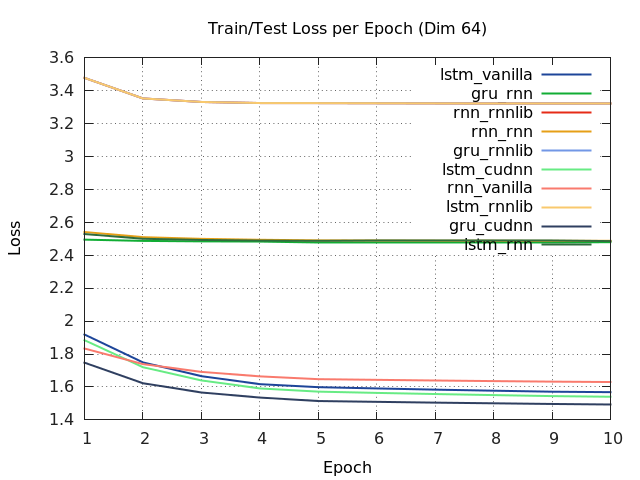 Train/Test Loss per Epoch (Dim 64)
3.6
3.4
3.2
3
2.8
2.6
2.4
2.2
2
1.8
1.6
1.4
Loss
lstm_vanilla
gru_rnn
rnn_rnnlib
rnn_rnn
gru_rnnlib
lstm_cudnn
rnn_vanilla
lstm_rnnlib
gru_cudnn
lstm_rnn
1 2 3 4 5 6 7 8 9 10
Epoch